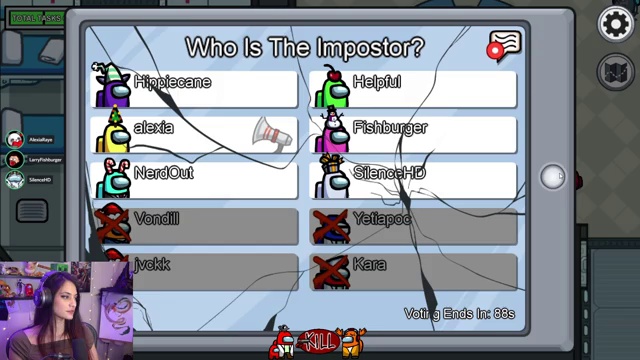 TOTAL TASKS
Who Is The Impostor?
Hippiecane
Helpful
alexia
Fishburger
NerdOut
SilenceHD
Vondill
Yetiapoc
jvckk
Kara
AlexiaRaye
LarryFishburger
SilenceHD
Voting Ends In: 88s
KILL